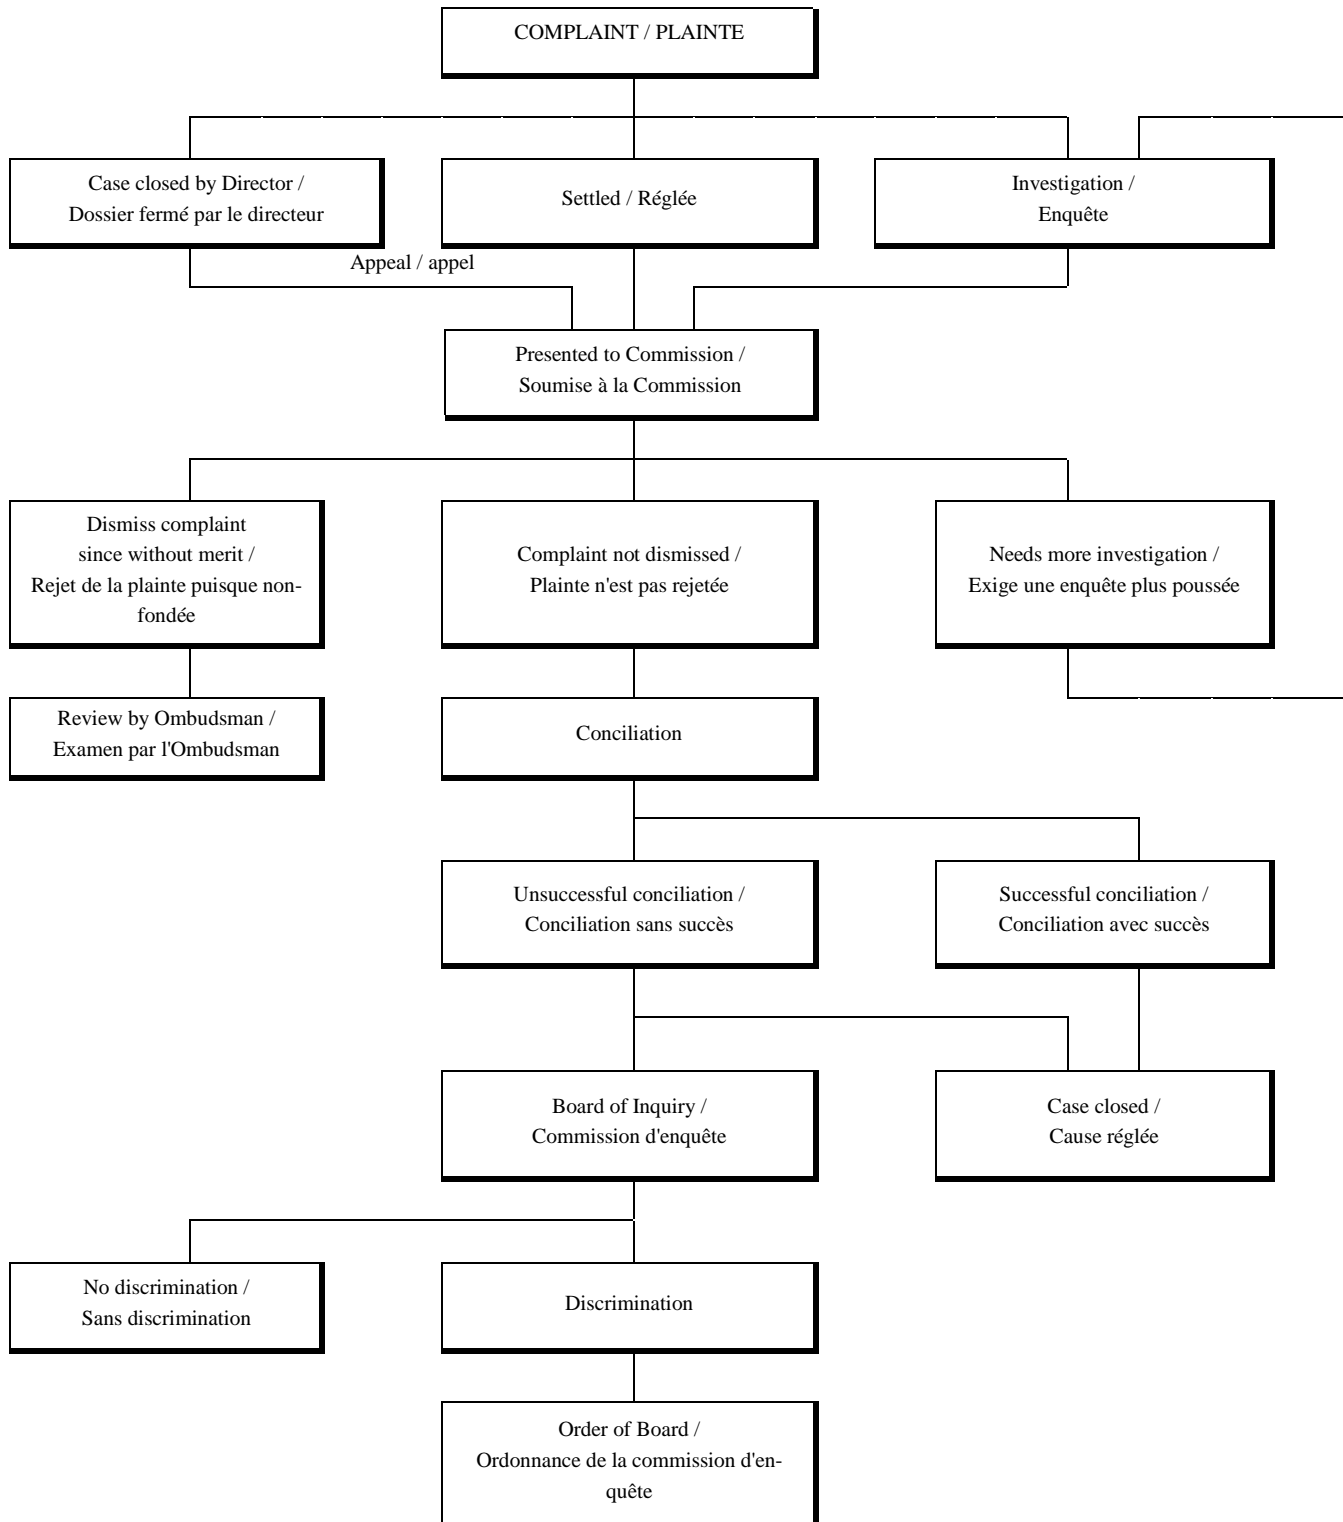 COMPLAINT / PLAINTE
Case closed by Director /
Dossier fermé par le directeur
Settled / Réglée
Investigation /
Enquête
Appeal / appel
Presented to Commission /
Soumise à la Commission
Dismiss complaint
since without merit /
Rejet de la plainte puisque non-
fondée
Complaint not dismissed /
Plainte n'est pas rejetée
Needs more investigation /
Exige une enquête plus poussée
Review by Ombudsman /
Examen par l'Ombudsman
Conciliation
Unsuccessful conciliation /
Conciliation sans succès
Successful conciliation /
Conciliation avec succès
Board of Inquiry /
Commission d'enquête
Case closed /
Cause réglée
No discrimination /
Sans discrimination
Discrimination
Order of Board /
Ordonnance de la commission d'en-
quête